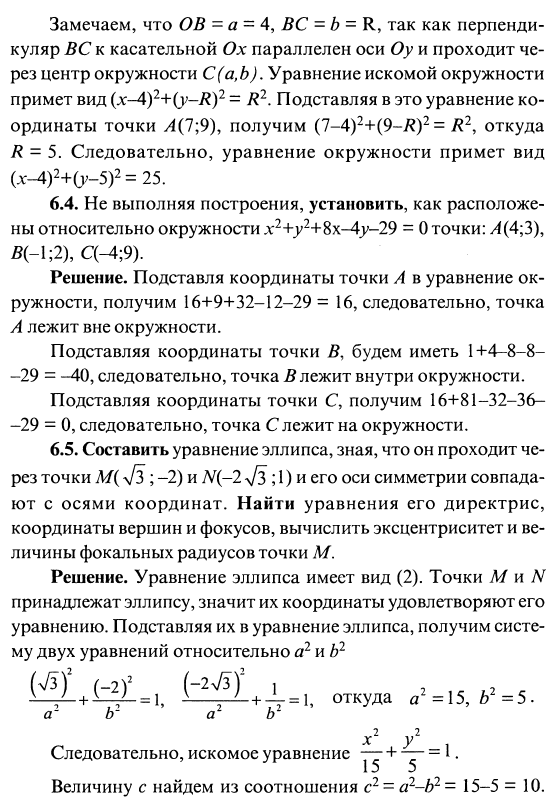 Замечаем, что OB = a = 4, BC = b = R, так как перпенди-
куляр BC к касательной Ox параллелен оси Oy и проходит че-
рез центр окружности C(a,b). Уравнение искомой окружности
примет вид (x–4)²+(y–R)² = R². Подставляя в это уравнение ко-
ординаты точки A(7;9), получим (7–4)²+(9–R)² = R², откуда
R = 5. Следовательно, уравнение окружности примет вид
(x–4)²+(y–5)² = 25.
6.4. Не выполняя построения, установить, как расположе-
ны относительно окружности x²+y²+8x–4y–29 = 0 точки: A(4;3),
B(–1;2), C(–4;9).
Решение. Подставля координаты точки A в уравнение ок-
ружности, получим 16+9+32–12–29 = 16, следовательно, точка
A лежит вне окружности.
Подставляя координаты точки B, будем иметь 1+4–8–8–
–29 = –40, следовательно, точка B лежит внутри окружности.
Подставляя координаты точки C, получим 16+81–32–36–
–29 = 0, следовательно, точка C лежит на окружности.
6.5. Составить уравнение эллипса, зная, что он проходит че-
рез точки M(√3 ; –2) и N(–2√3 ;1) и его оси симметрии совпада-
ют с осями координат. Найти уравнения его директрис,
координаты вершин и фокусов, вычислить эксцентриситет и ве-
личины фокальных радиусов точки M.
Решение. Уравнение эллипса имеет вид (2). Точки M и N
принадлежат эллипсу, значит их координаты удовлетворяют его
уравнению. Подставляя их в уравнение эллипса, получим систе-
му двух уравнений относительно a² и b²
(√3)²/a² + (–2)²/b² = 1, (–2√3)²/a² + 1/b² = 1, откуда a² = 15, b² = 5.
Следовательно, искомое уравнение x²/15 + y²/5 = 1.
Величину c найдем из соотношения c² = a²–b² = 15–5 = 10.